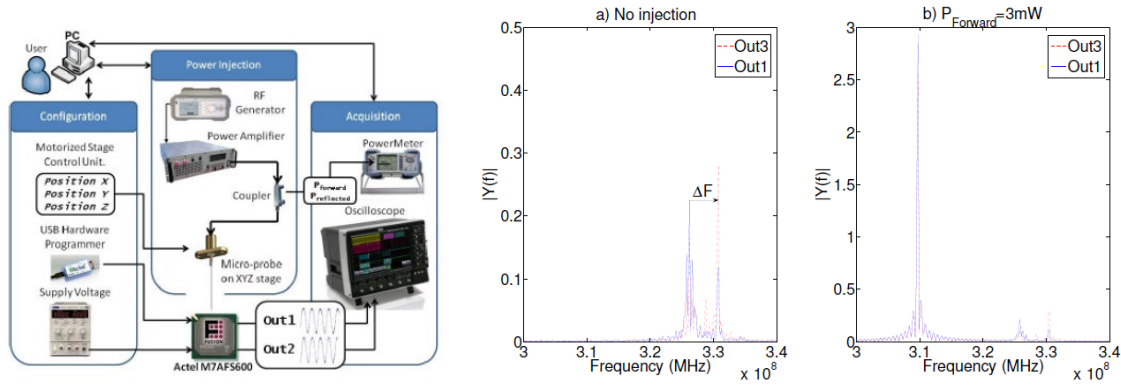 User
PC
Configuration
Motorized Stage
Control Unit.
Position X
Position Y
Position Z
USB Hardware
Programmer
Supply Voltage
Power Injection
RF
Generator
Power Amplifier
Coupler
Micro-probe
on XYZ stage
Actel M7AFS600
Acquisition
PowerMeter
Pforward
Preflected
Oscilloscope
Out1
Out2
a) No injection
Out3
Out1
ΔF
|Y(f)|
0.5
0.4
0.3
0.2
0.1
0
3 3.1 3.2 3.3 3.4
Frequency (MHz)
x 10^8
b) P_Forward=3mW
Out3
Out1
|Y(f)|
3
2.5
2
1.5
1
0.5
0
3 3.1 3.2 3.3 3.4
Frequency (MHz)
x 10^8